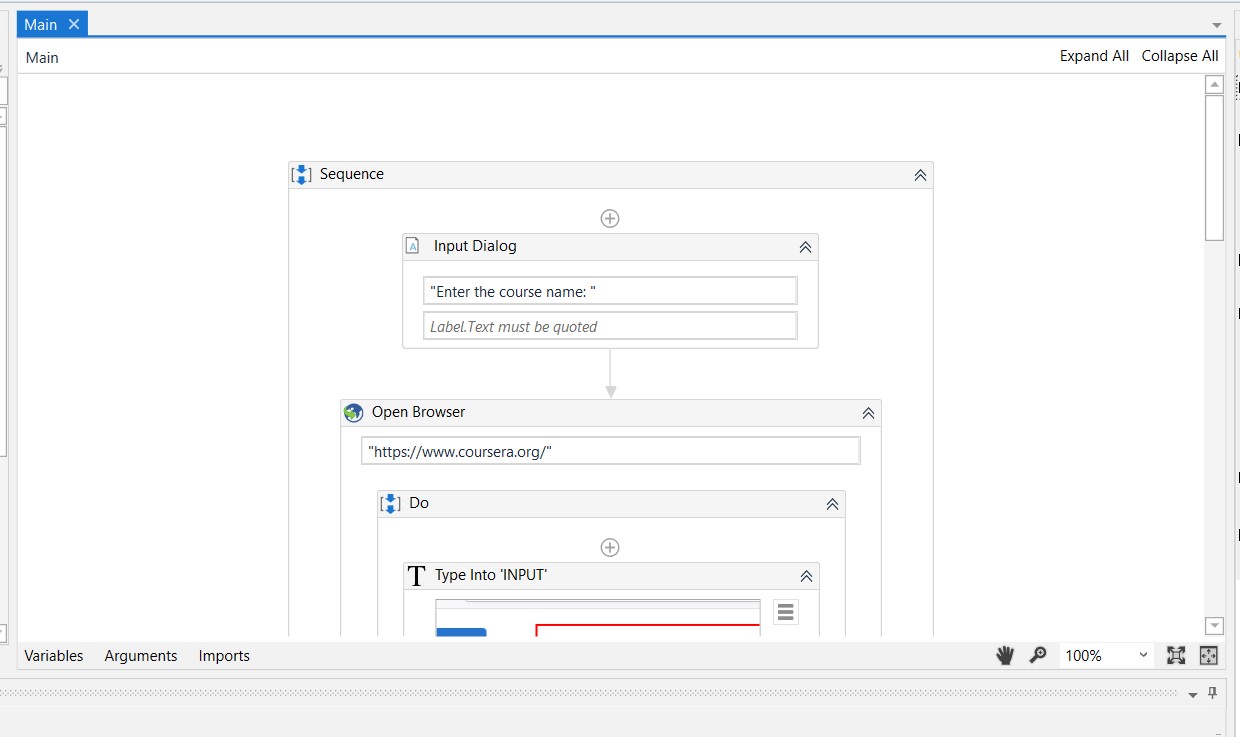 Main
Main
Expand All Collapse All
Sequence
Input Dialog
"Enter the course name: "
Label.Text must be quoted
Open Browser
"https://www.coursera.org/"
Do
T Type Into 'INPUT'
Variables Arguments Imports 100%